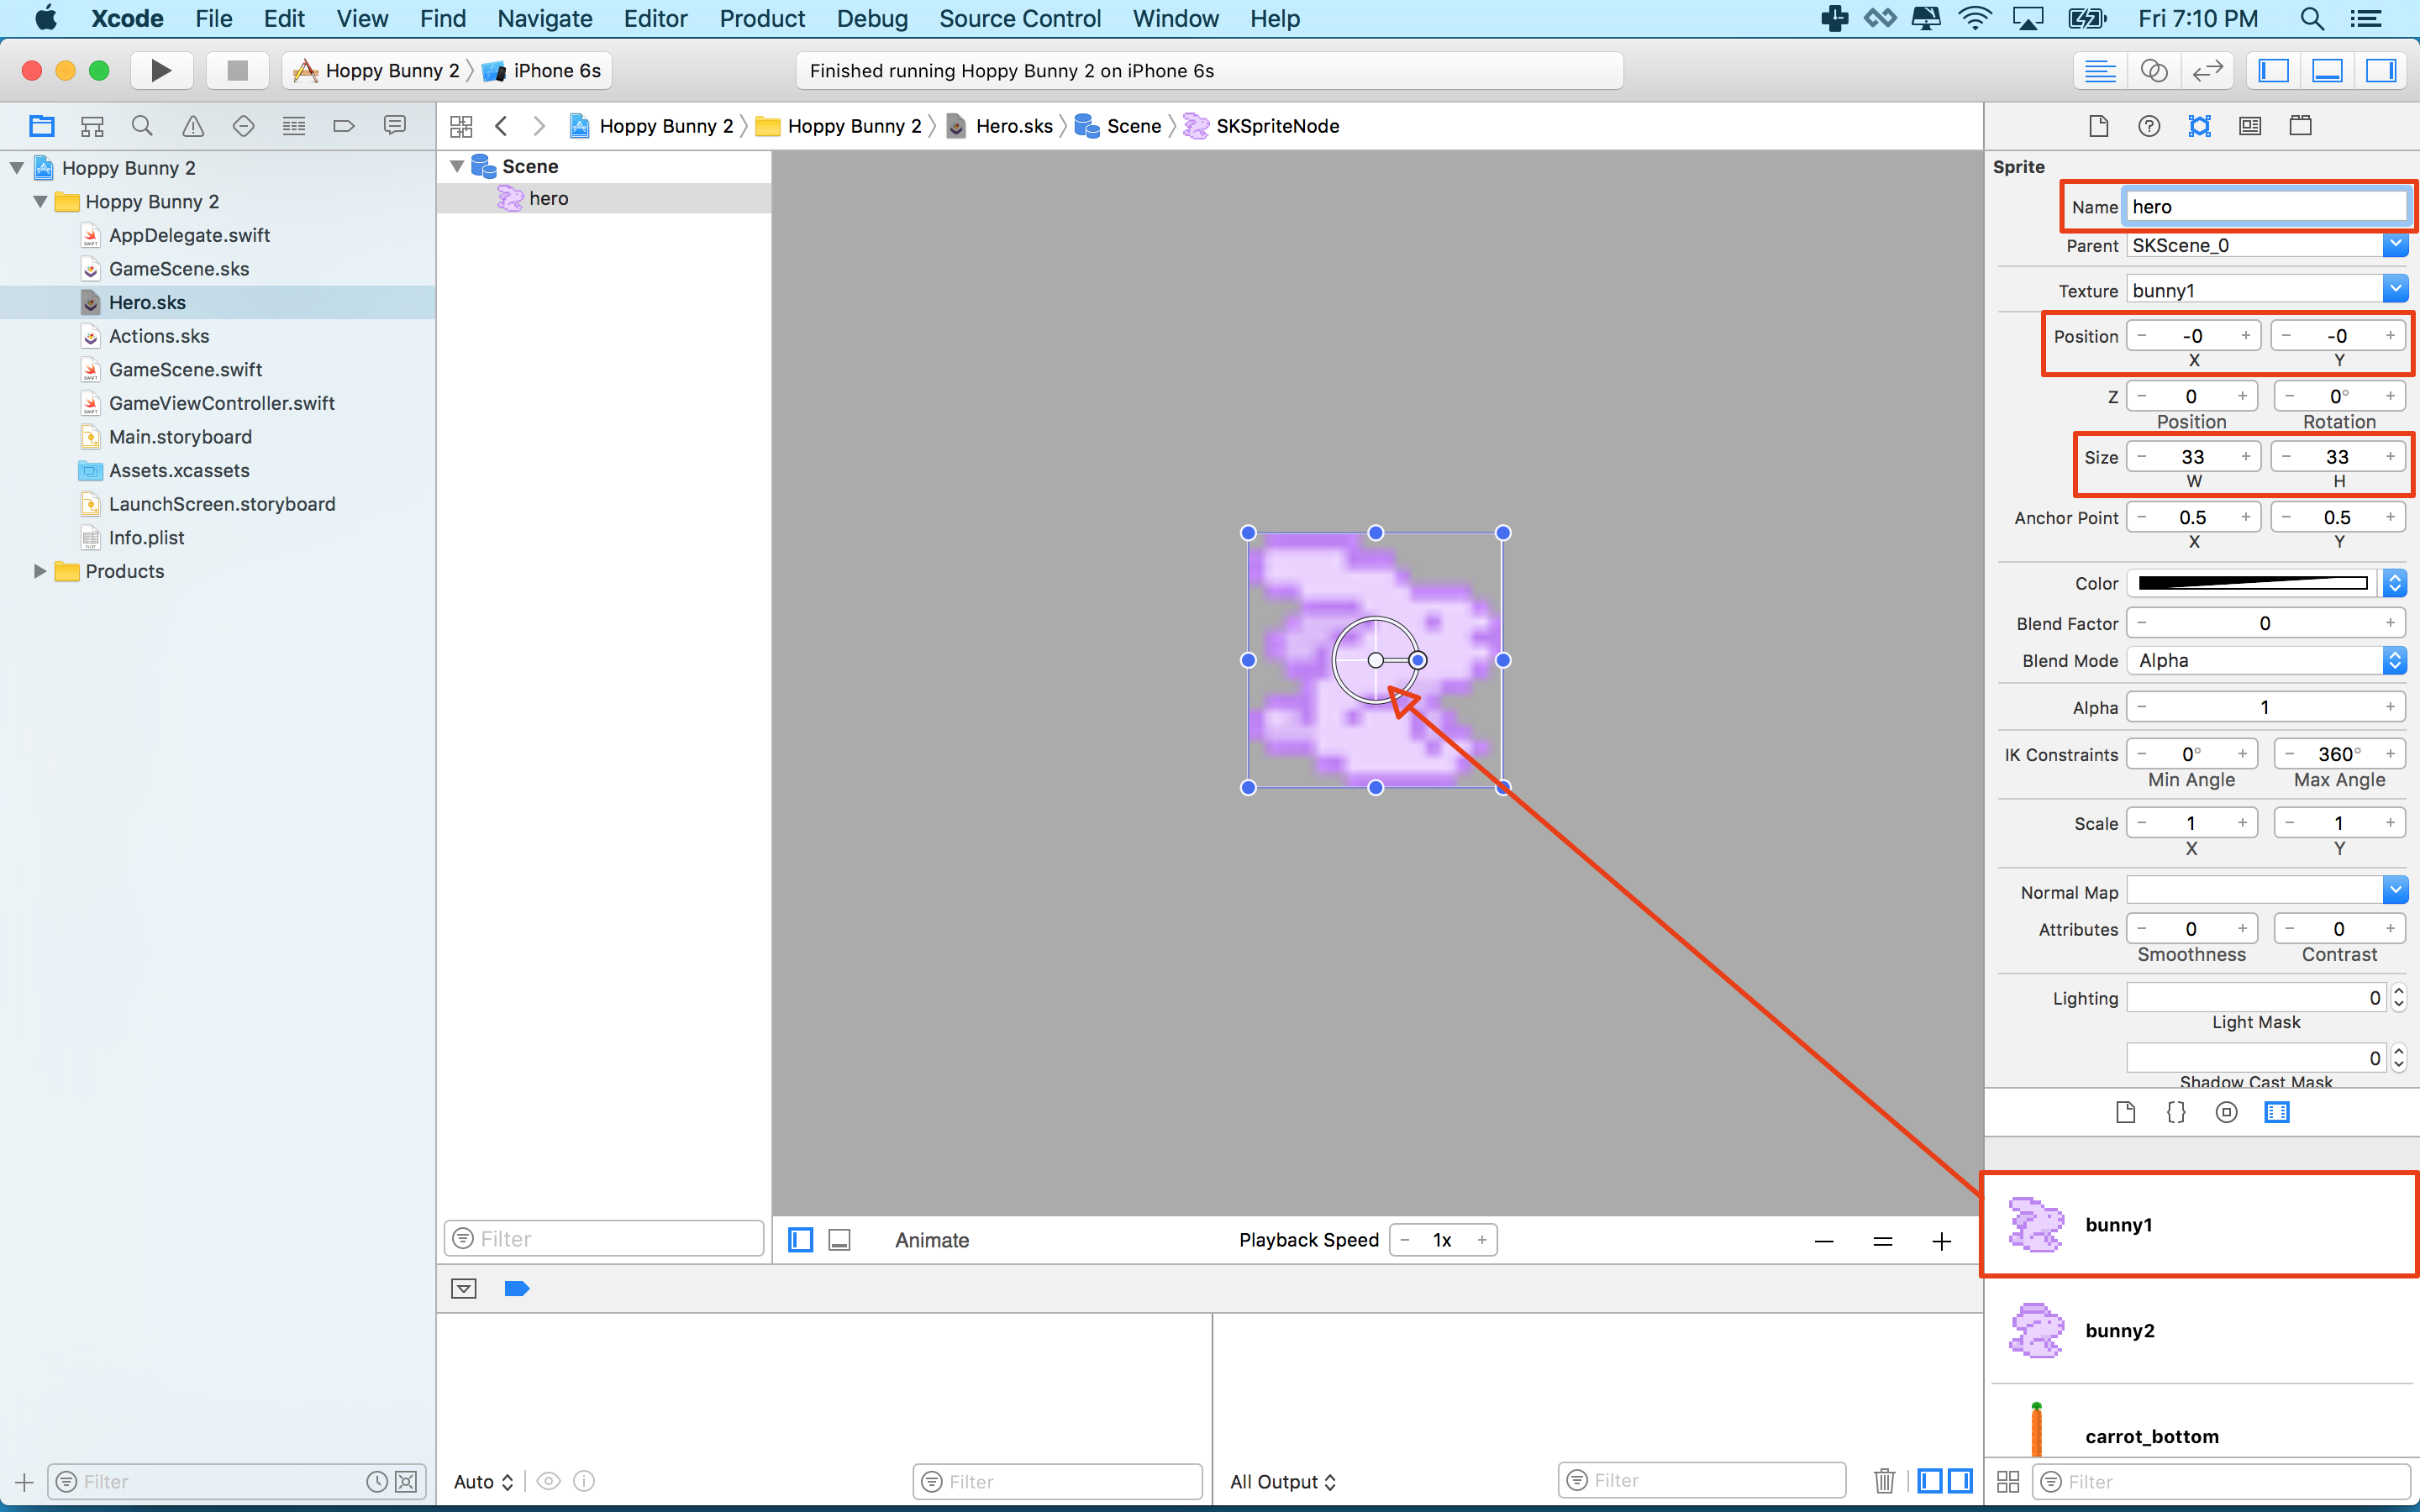 Xcode File Edit View Find Navigate Editor Product Debug Source Control Window Help Fri 7:10 PM
Hoppy Bunny 2 iPhone 6s Finished running Hoppy Bunny 2 on iPhone 6s
Hoppy Bunny 2 Hoppy Bunny 2 Hero.sks Scene SKSpriteNode
Hoppy Bunny 2
Hoppy Bunny 2
AppDelegate.swift
GameScene.sks
Hero.sks
Actions.sks
GameScene.swift
GameViewController.swift
Main.storyboard
Assets.xcassets
LaunchScreen.storyboard
Info.plist
Products
Filter
Scene
hero
Filter
Animate Playback Speed - 1x +
Auto Filter
All Output Filter
Sprite
Name hero
Parent SKScene_0
Texture bunny1
Position - -0 + - -0 +
X Y
Z - 0 + - 0° +
Position Rotation
Size - 33 + - 33 +
W H
Anchor Point - 0.5 + - 0.5 +
X Y
Color
Blend Factor - 0 +
Blend Mode Alpha
Alpha - 1 +
IK Constraints - 0° + - 360° +
Min Angle Max Angle
Scale - 1 + - 1 +
X Y
Normal Map
Attributes - 0 + - 0 +
Smoothness Contrast
Lighting 0
Light Mask
0
Shadow Cast Mask
{}
bunny1
bunny2
carrot_bottom
Filter